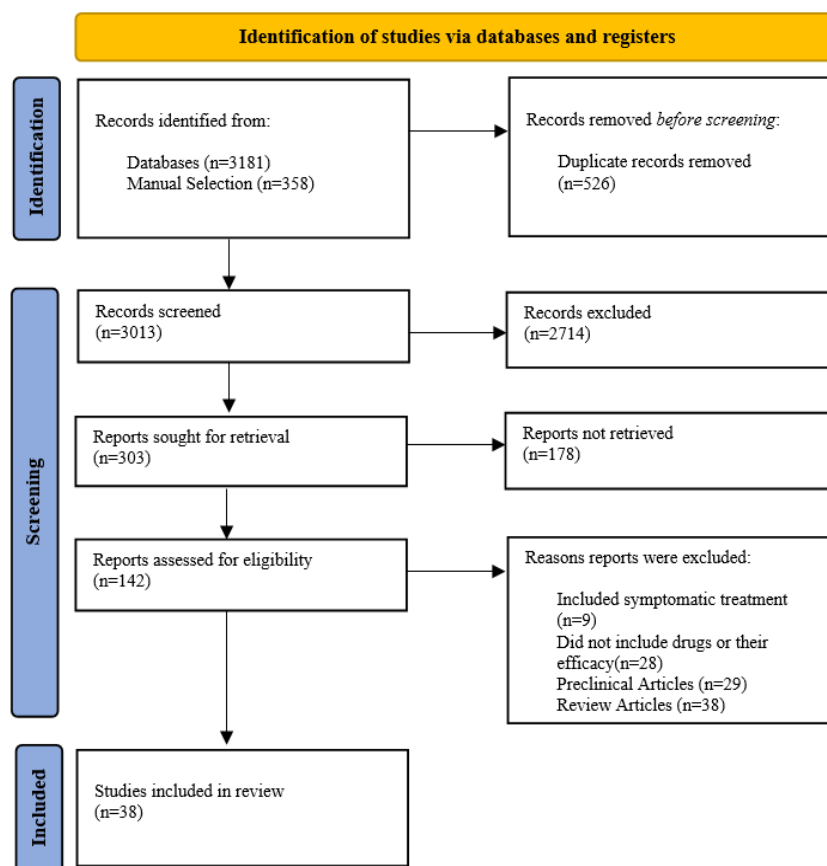 Identification of studies via databases and registers
Identification
Records identified from:
Databases (n=3181)
Manual Selection (n=358)
Records removed before screening:
Duplicate records removed
(n=526)
Screening
Records screened
(n=3013)
Records excluded
(n=2714)
Reports sought for retrieval
(n=303)
Reports not retrieved
(n=178)
Reports assessed for eligibility
(n=142)
Reasons reports were excluded:
Included symptomatic treatment
(n=9)
Did not include drugs or their
efficacy(n=28)
Preclinical Articles (n=29)
Review Articles (n=38)
Included
Studies included in review
(n=38)